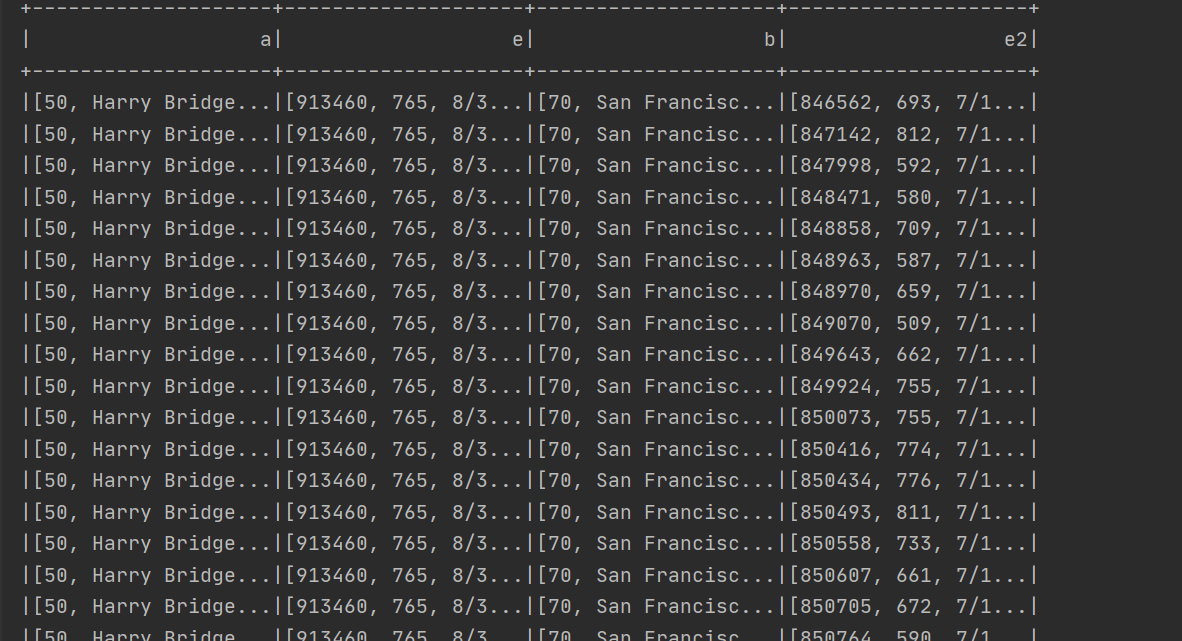 +--------------------+--------------------+--------------------+--------------------+
|                   a|                   e|                   b|                  e2|
+--------------------+--------------------+--------------------+--------------------+
|[50, Harry Bridge...|[913460, 765, 8/3...|[70, San Francisc...|[846562, 693, 7/1...|
|[50, Harry Bridge...|[913460, 765, 8/3...|[70, San Francisc...|[847142, 812, 7/1...|
|[50, Harry Bridge...|[913460, 765, 8/3...|[70, San Francisc...|[847998, 592, 7/1...|
|[50, Harry Bridge...|[913460, 765, 8/3...|[70, San Francisc...|[848471, 580, 7/1...|
|[50, Harry Bridge...|[913460, 765, 8/3...|[70, San Francisc...|[848858, 709, 7/1...|
|[50, Harry Bridge...|[913460, 765, 8/3...|[70, San Francisc...|[848963, 587, 7/1...|
|[50, Harry Bridge...|[913460, 765, 8/3...|[70, San Francisc...|[848970, 659, 7/1...|
|[50, Harry Bridge...|[913460, 765, 8/3...|[70, San Francisc...|[849070, 509, 7/1...|
|[50, Harry Bridge...|[913460, 765, 8/3...|[70, San Francisc...|[849643, 662, 7/1...|
|[50, Harry Bridge...|[913460, 765, 8/3...|[70, San Francisc...|[849924, 755, 7/1...|
|[50, Harry Bridge...|[913460, 765, 8/3...|[70, San Francisc...|[850073, 755, 7/1...|
|[50, Harry Bridge...|[913460, 765, 8/3...|[70, San Francisc...|[850416, 774, 7/1...|
|[50, Harry Bridge...|[913460, 765, 8/3...|[70, San Francisc...|[850434, 776, 7/1...|
|[50, Harry Bridge...|[913460, 765, 8/3...|[70, San Francisc...|[850493, 811, 7/1...|
|[50, Harry Bridge...|[913460, 765, 8/3...|[70, San Francisc...|[850558, 733, 7/1...|
|[50, Harry Bridge...|[913460, 765, 8/3...|[70, San Francisc...|[850607, 661, 7/1...|
|[50, Harry Bridge...|[913460, 765, 8/3...|[70, San Francisc...|[850705, 672, 7/1...|
|[50, Harry Bridge...|[913460, 765, 8/3...|[70, San Francisc...|[850764, 590, 7/1...|